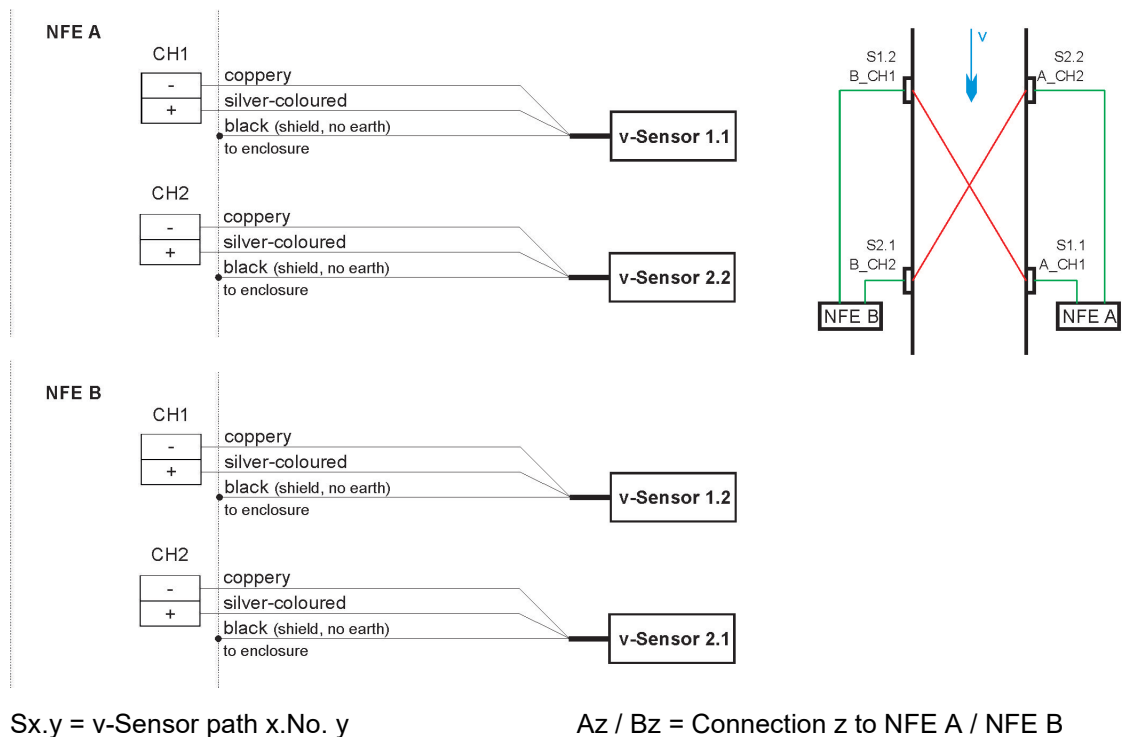 NFE A
CH1
-
+
coppery
silver-coloured
black (shield, no earth)
to enclosure
v-Sensor 1.1
CH2
-
+
coppery
silver-coloured
black (shield, no earth)
to enclosure
v-Sensor 2.2
v
S1.2
B_CH1
S2.2
A_CH2
S2.1
B_CH2
S1.1
A_CH1
NFE B
NFE A
NFE B
CH1
-
+
coppery
silver-coloured
black (shield, no earth)
to enclosure
v-Sensor 1.2
CH2
-
+
coppery
silver-coloured
black (shield, no earth)
to enclosure
v-Sensor 2.1
Sx.y = v-Sensor path x.No. y
Az / Bz = Connection z to NFE A / NFE B